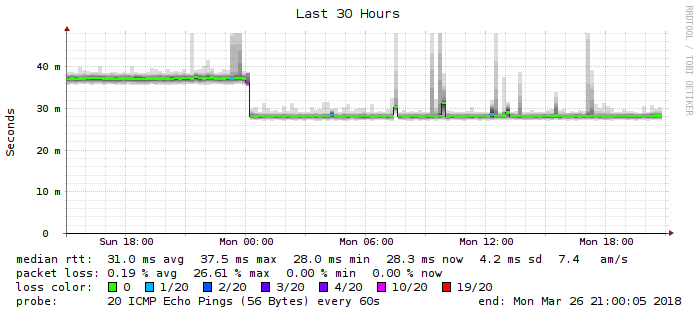 Last 30 Hours
RRDTOOL / TOBI OETIKER
Seconds
40 m
30 m
20 m
10 m
0
Sun 18:00 Mon 00:00 Mon 06:00 Mon 12:00 Mon 18:00
median rtt: 31.0 ms avg 37.5 ms max 28.0 ms min 28.3 ms now 4.2 ms sd 7.4 am/s
packet loss: 0.19 % avg 26.61 % max 0.00 % min 0.00 % now
loss color: 0 1/20 2/20 3/20 4/20 10/20 19/20
probe: 20 ICMP Echo Pings (56 Bytes) every 60s end: Mon Mar 26 21:00:05 2018